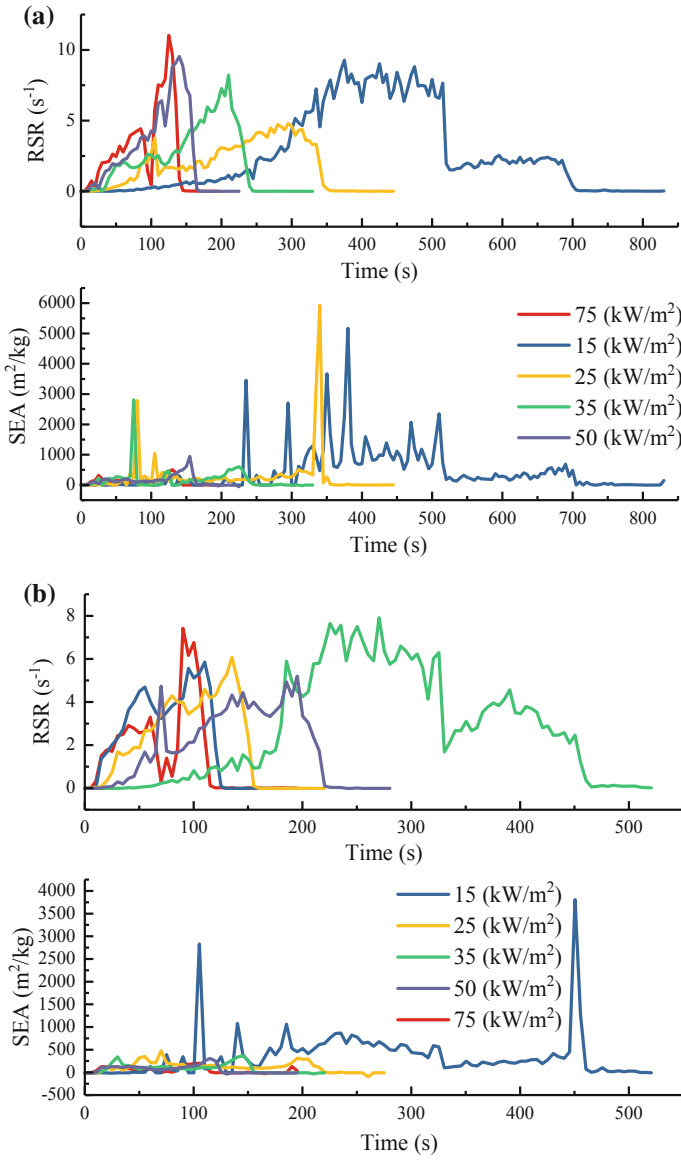 (a)
10
5
0
RSR (s⁻¹)
0 100 200 300 400 500 600 700 800
Time (s)
6000
5000
4000
3000
2000
1000
0
SEA (m²/kg)
75 (kW/m²)
15 (kW/m²)
25 (kW/m²)
35 (kW/m²)
50 (kW/m²)
0 100 200 300 400 500 600 700 800
Time (s)
(b)
8
6
4
2
0
RSR (s⁻¹)
0 100 200 300 400 500
Time (s)
4000
3500
3000
2500
2000
1500
1000
500
0
-500
SEA (m²/kg)
15 (kW/m²)
25 (kW/m²)
35 (kW/m²)
50 (kW/m²)
75 (kW/m²)
0 100 200 300 400 500
Time (s)